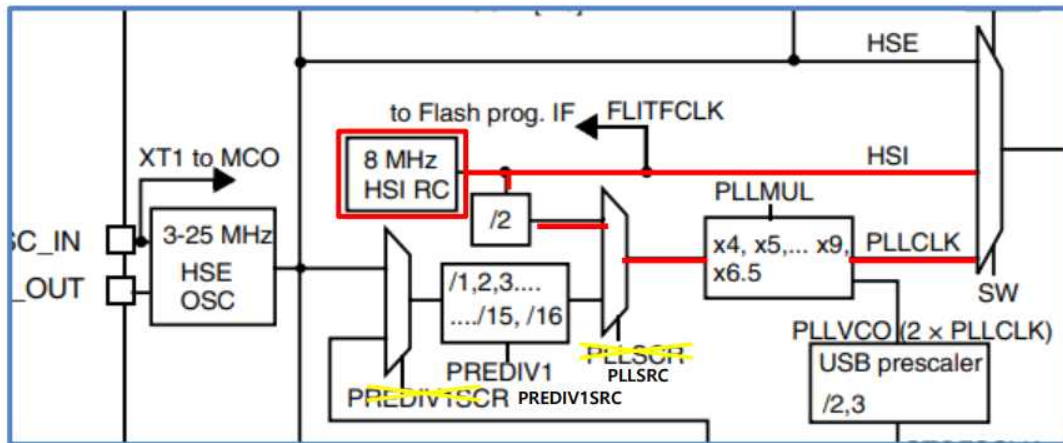 HSE
to Flash prog. IF
FLITFCLK
XT1 to MCO
8 MHz
HSI RC
HSI
/2
PLLMUL
SC_IN
_OUT
3-25 MHz
HSE
OSC
x4, x5,... x9,
x6.5
PLLCLK
/1,2,3....
..../15, /16
SW
PLLVCO (2 × PLLCLK)
PREDIV1
PLLSCR
PLLSRC
PREDIV1SCR
PREDIV1SRC
USB prescaler
/2,3